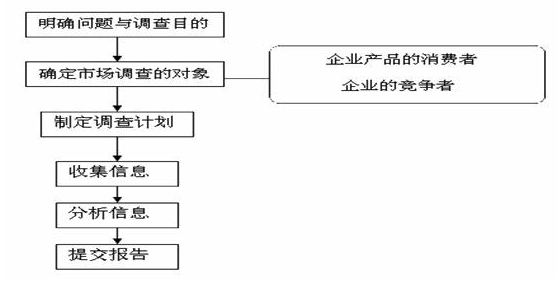 明确问题与调查目的
确定市场调查的对象
企业产品的消费者
企业的竞争者
制定调查计划
收集信息
分析信息
提交报告